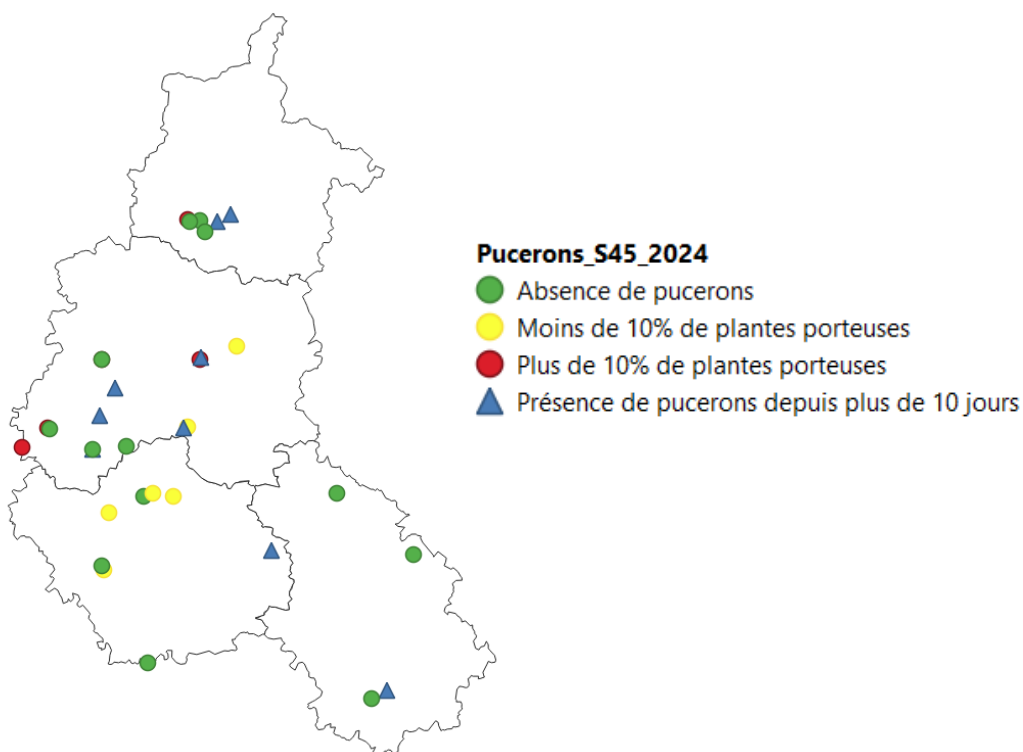 Pucerons_S45_2024
Absence de pucerons
Moins de 10% de plantes porteuses
Plus de 10% de plantes porteuses
Présence de pucerons depuis plus de 10 jours